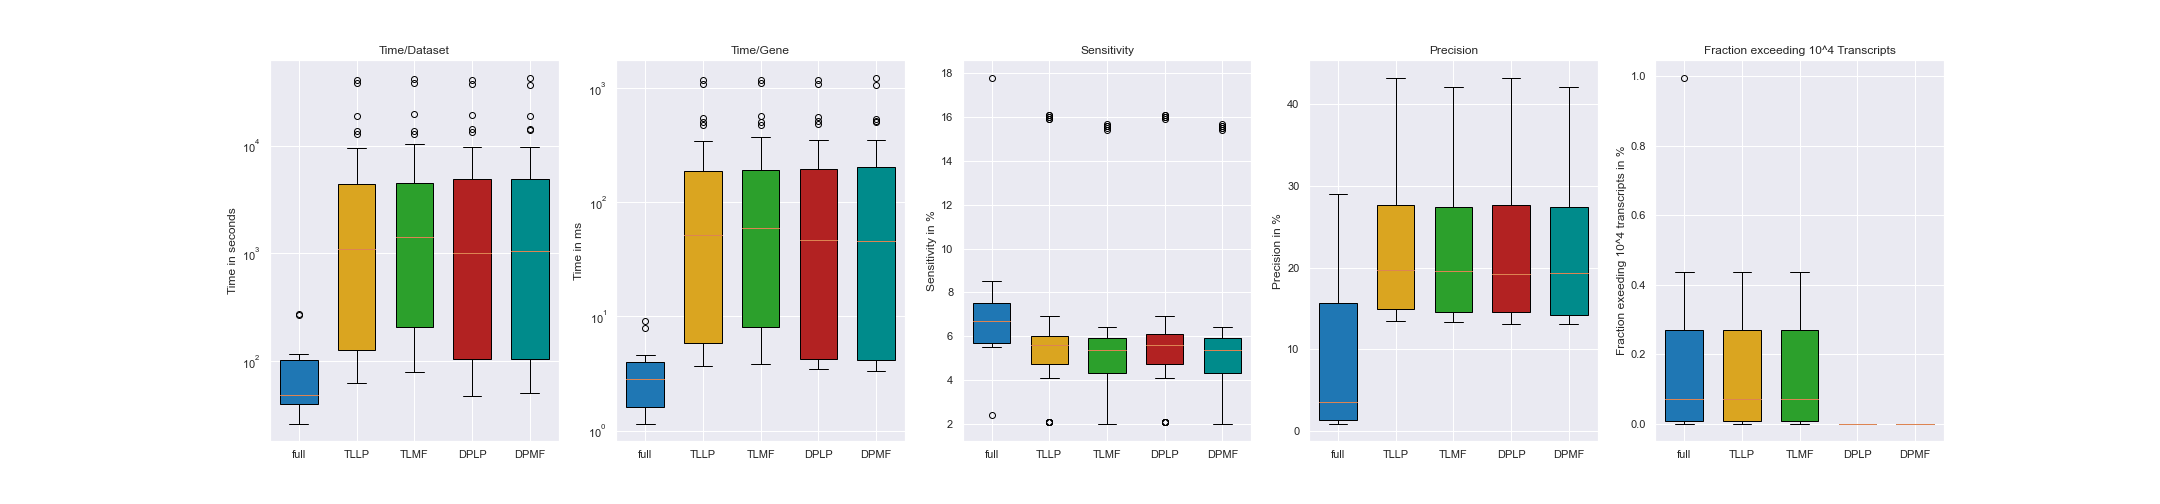 Time/Dataset
Time in seconds
10^4
10^3
10^2
full TLLP TLMF DPLP DPMF
Time/Gene
Time in ms
10^3
10^2
10^1
10^0
full TLLP TLMF DPLP DPMF
Sensitivity
Sensitivity in %
18
16
14
12
10
8
6
4
2
full TLLP TLMF DPLP DPMF
Precision
Precision in %
40
30
20
10
0
full TLLP TLMF DPLP DPMF
Fraction exceeding 10^4 Transcripts
Fraction exeeding 10^4 transcripts in %
1.0
0.8
0.6
0.4
0.2
0.0
full TLLP TLMF DPLP DPMF